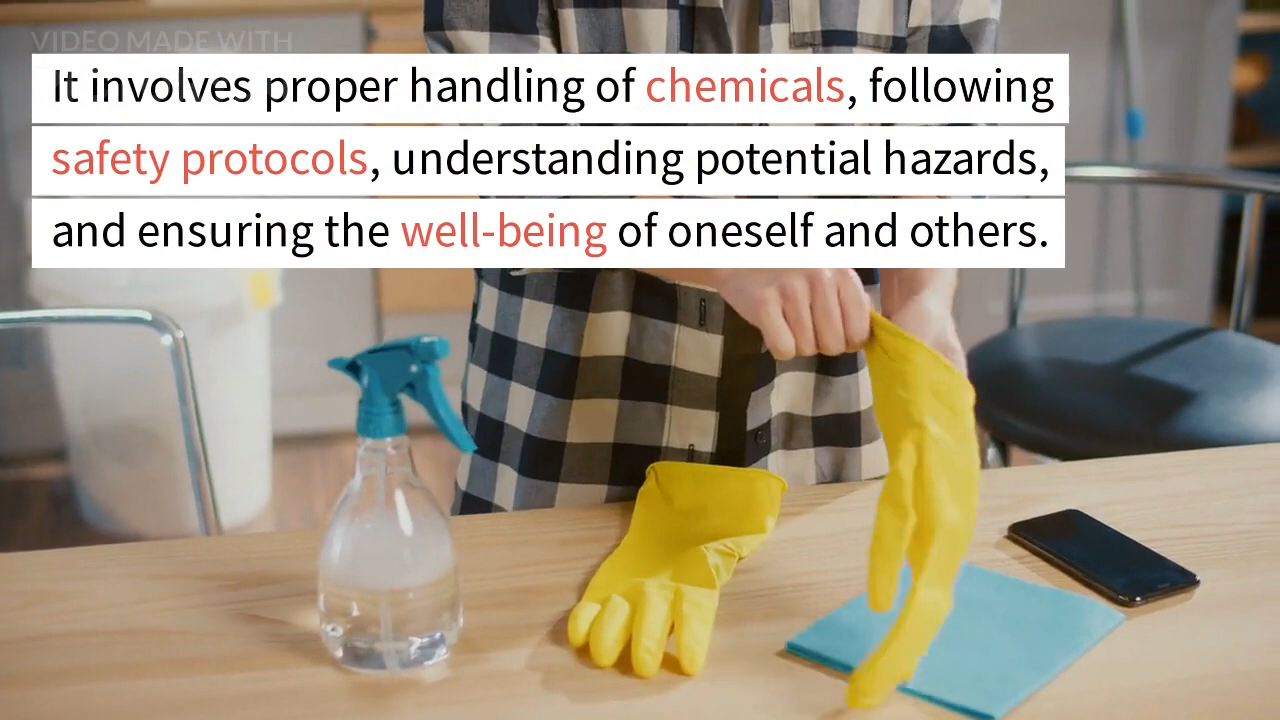 VIDEO MADE WITH
It involves proper handling of chemicals, following
safety protocols, understanding potential hazards,
and ensuring the well-being of oneself and others.